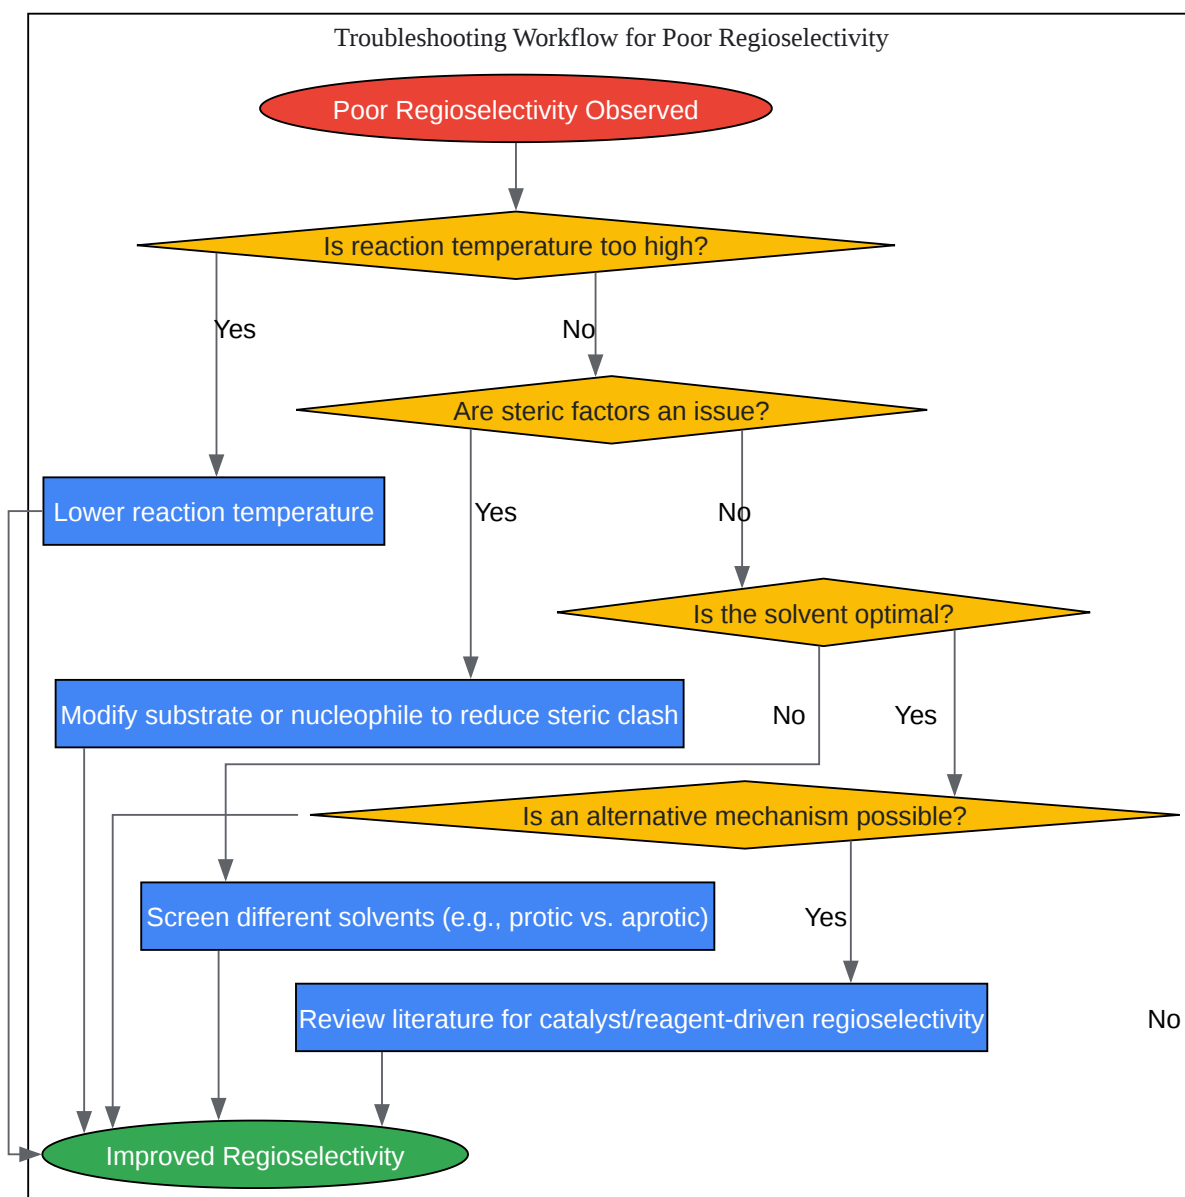 Troubleshooting Workflow for Poor Regioselectivity
Poor Regioselectivity Observed
Is reaction temperature too high?
Yes
No
Are steric factors an issue?
Lower reaction temperature
Yes
No
Is the solvent optimal?
Modify substrate or nucleophile to reduce steric clash
No
Yes
Is an alternative mechanism possible?
Screen different solvents (e.g., protic vs. aprotic)
Yes
Review literature for catalyst/reagent-driven regioselectivity
No
Improved Regioselectivity